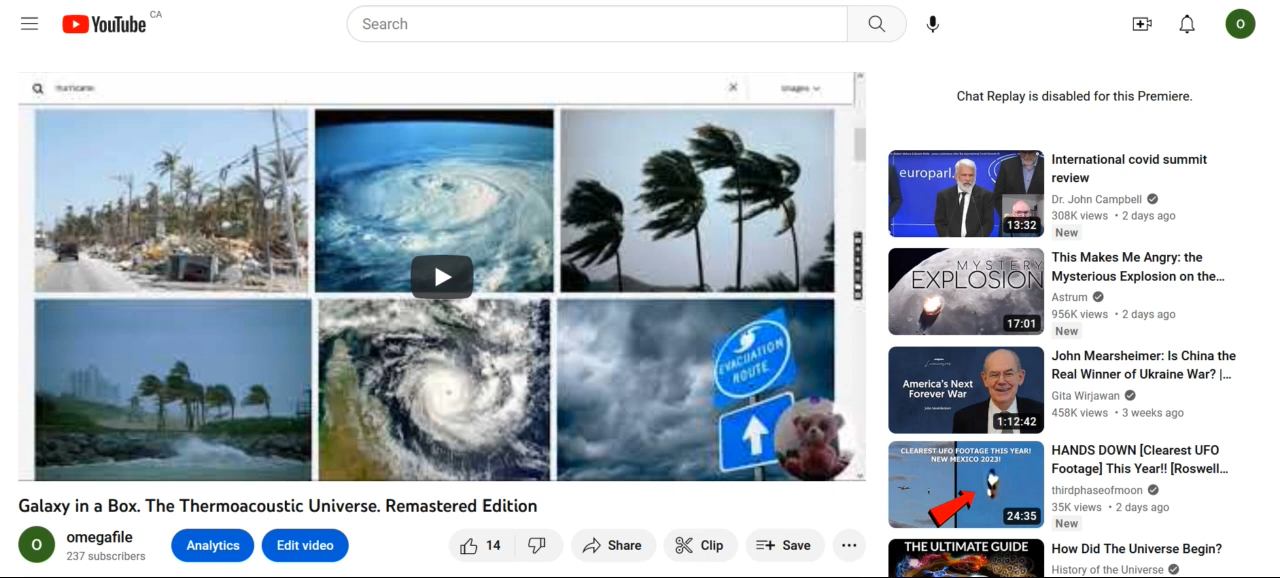 YouTube CA
Search
O
hurricane
images
EVACUATION
ROUTE
Chat Replay is disabled for this Premiere.
europarl.
13:32
International covid summit
review
Dr. John Campbell
308K views • 2 days ago
New
MYSTERY
EXPLOSION
17:01
This Makes Me Angry: the
Mysterious Explosion on the...
Astrum
956K views • 2 days ago
New
America's Next
Forever War
1:12:42
John Mearsheimer: Is China the
Real Winner of Ukraine War? |...
Gita Wirjawan
458K views • 3 weeks ago
CLEAREST UFO FOOTAGE THIS YEAR!
NEW MEXICO 2023!
24:35
HANDS DOWN [Clearest UFO
Footage] This Year!! [Roswell...
thirdphaseofmoon
35K views • 2 days ago
New
THE ULTIMATE GUIDE
How Did The Universe Begin?
History of the Universe
Galaxy in a Box. The Thermoacoustic Universe. Remastered Edition
O
omegafile
237 subscribers
Analytics
Edit video
14
Share
Clip
Save